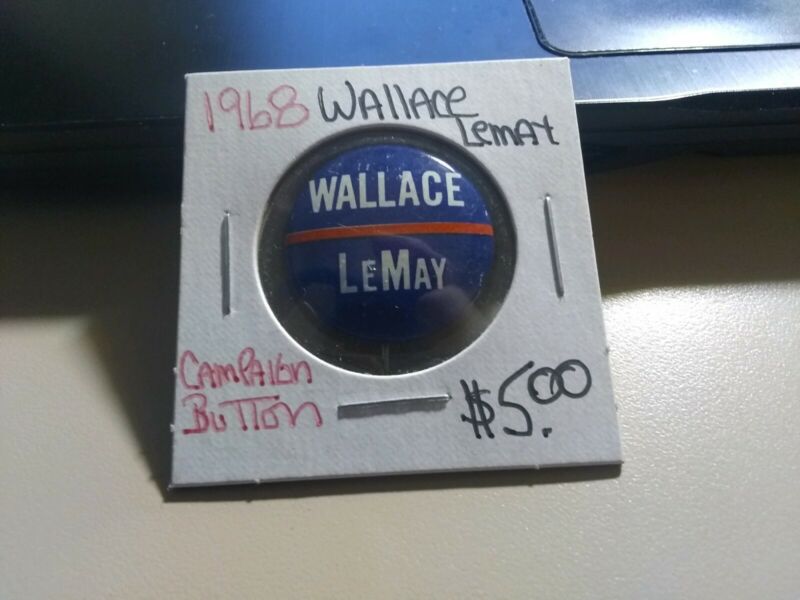 1968 WALLACE
LemAY
WALLACE
LEMAY
CAMPAIGN
BUTTON
$5.00